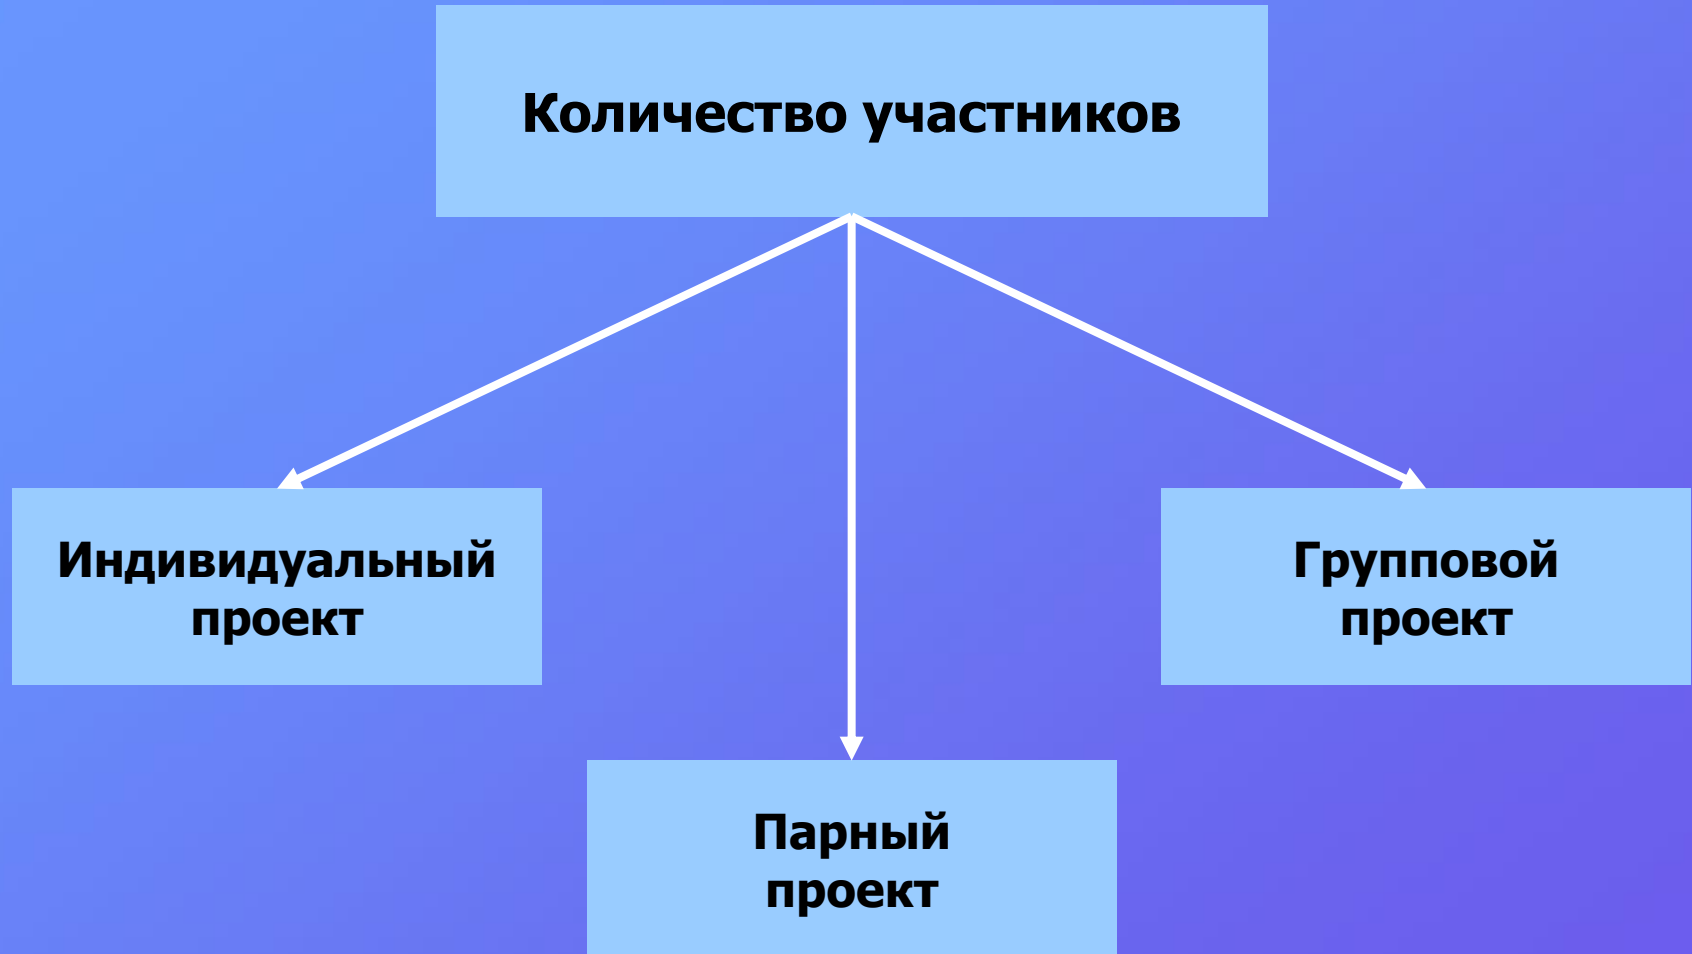 Количество участников
Индивидуальный
проект
Групповой
проект
Парный
проект